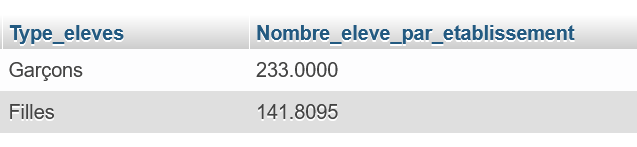 Type_eleves Nombre_eleve_par_etablissement
Garçons 233.0000
Filles 141.8095